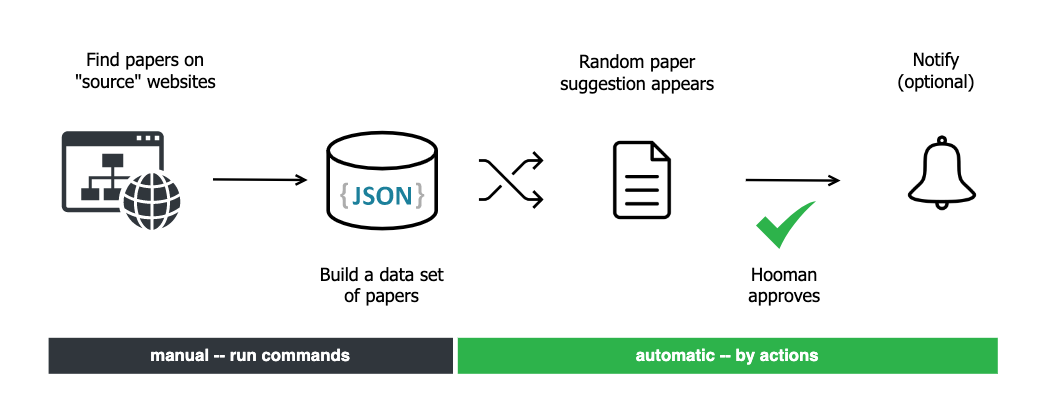 Find papers on
"source" websites
Random paper
suggestion appears
Notify
(optional)
{JSON}
Build a data set
of papers
Hooman
approves
manual -- run commands
automatic -- by actions